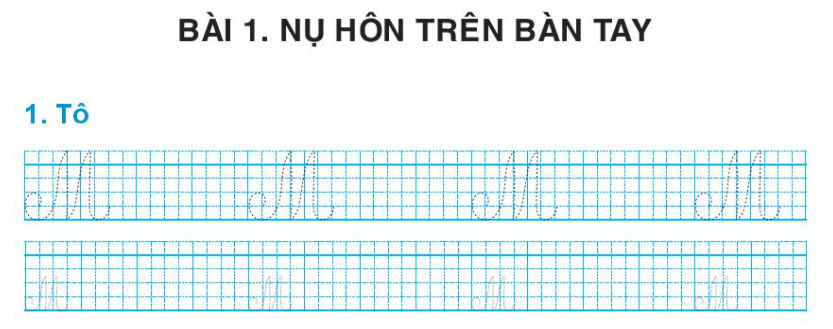 BÀI 1. NỤ HÔN TRÊN BÀN TAY
1. Tô
M M M M
M M M M